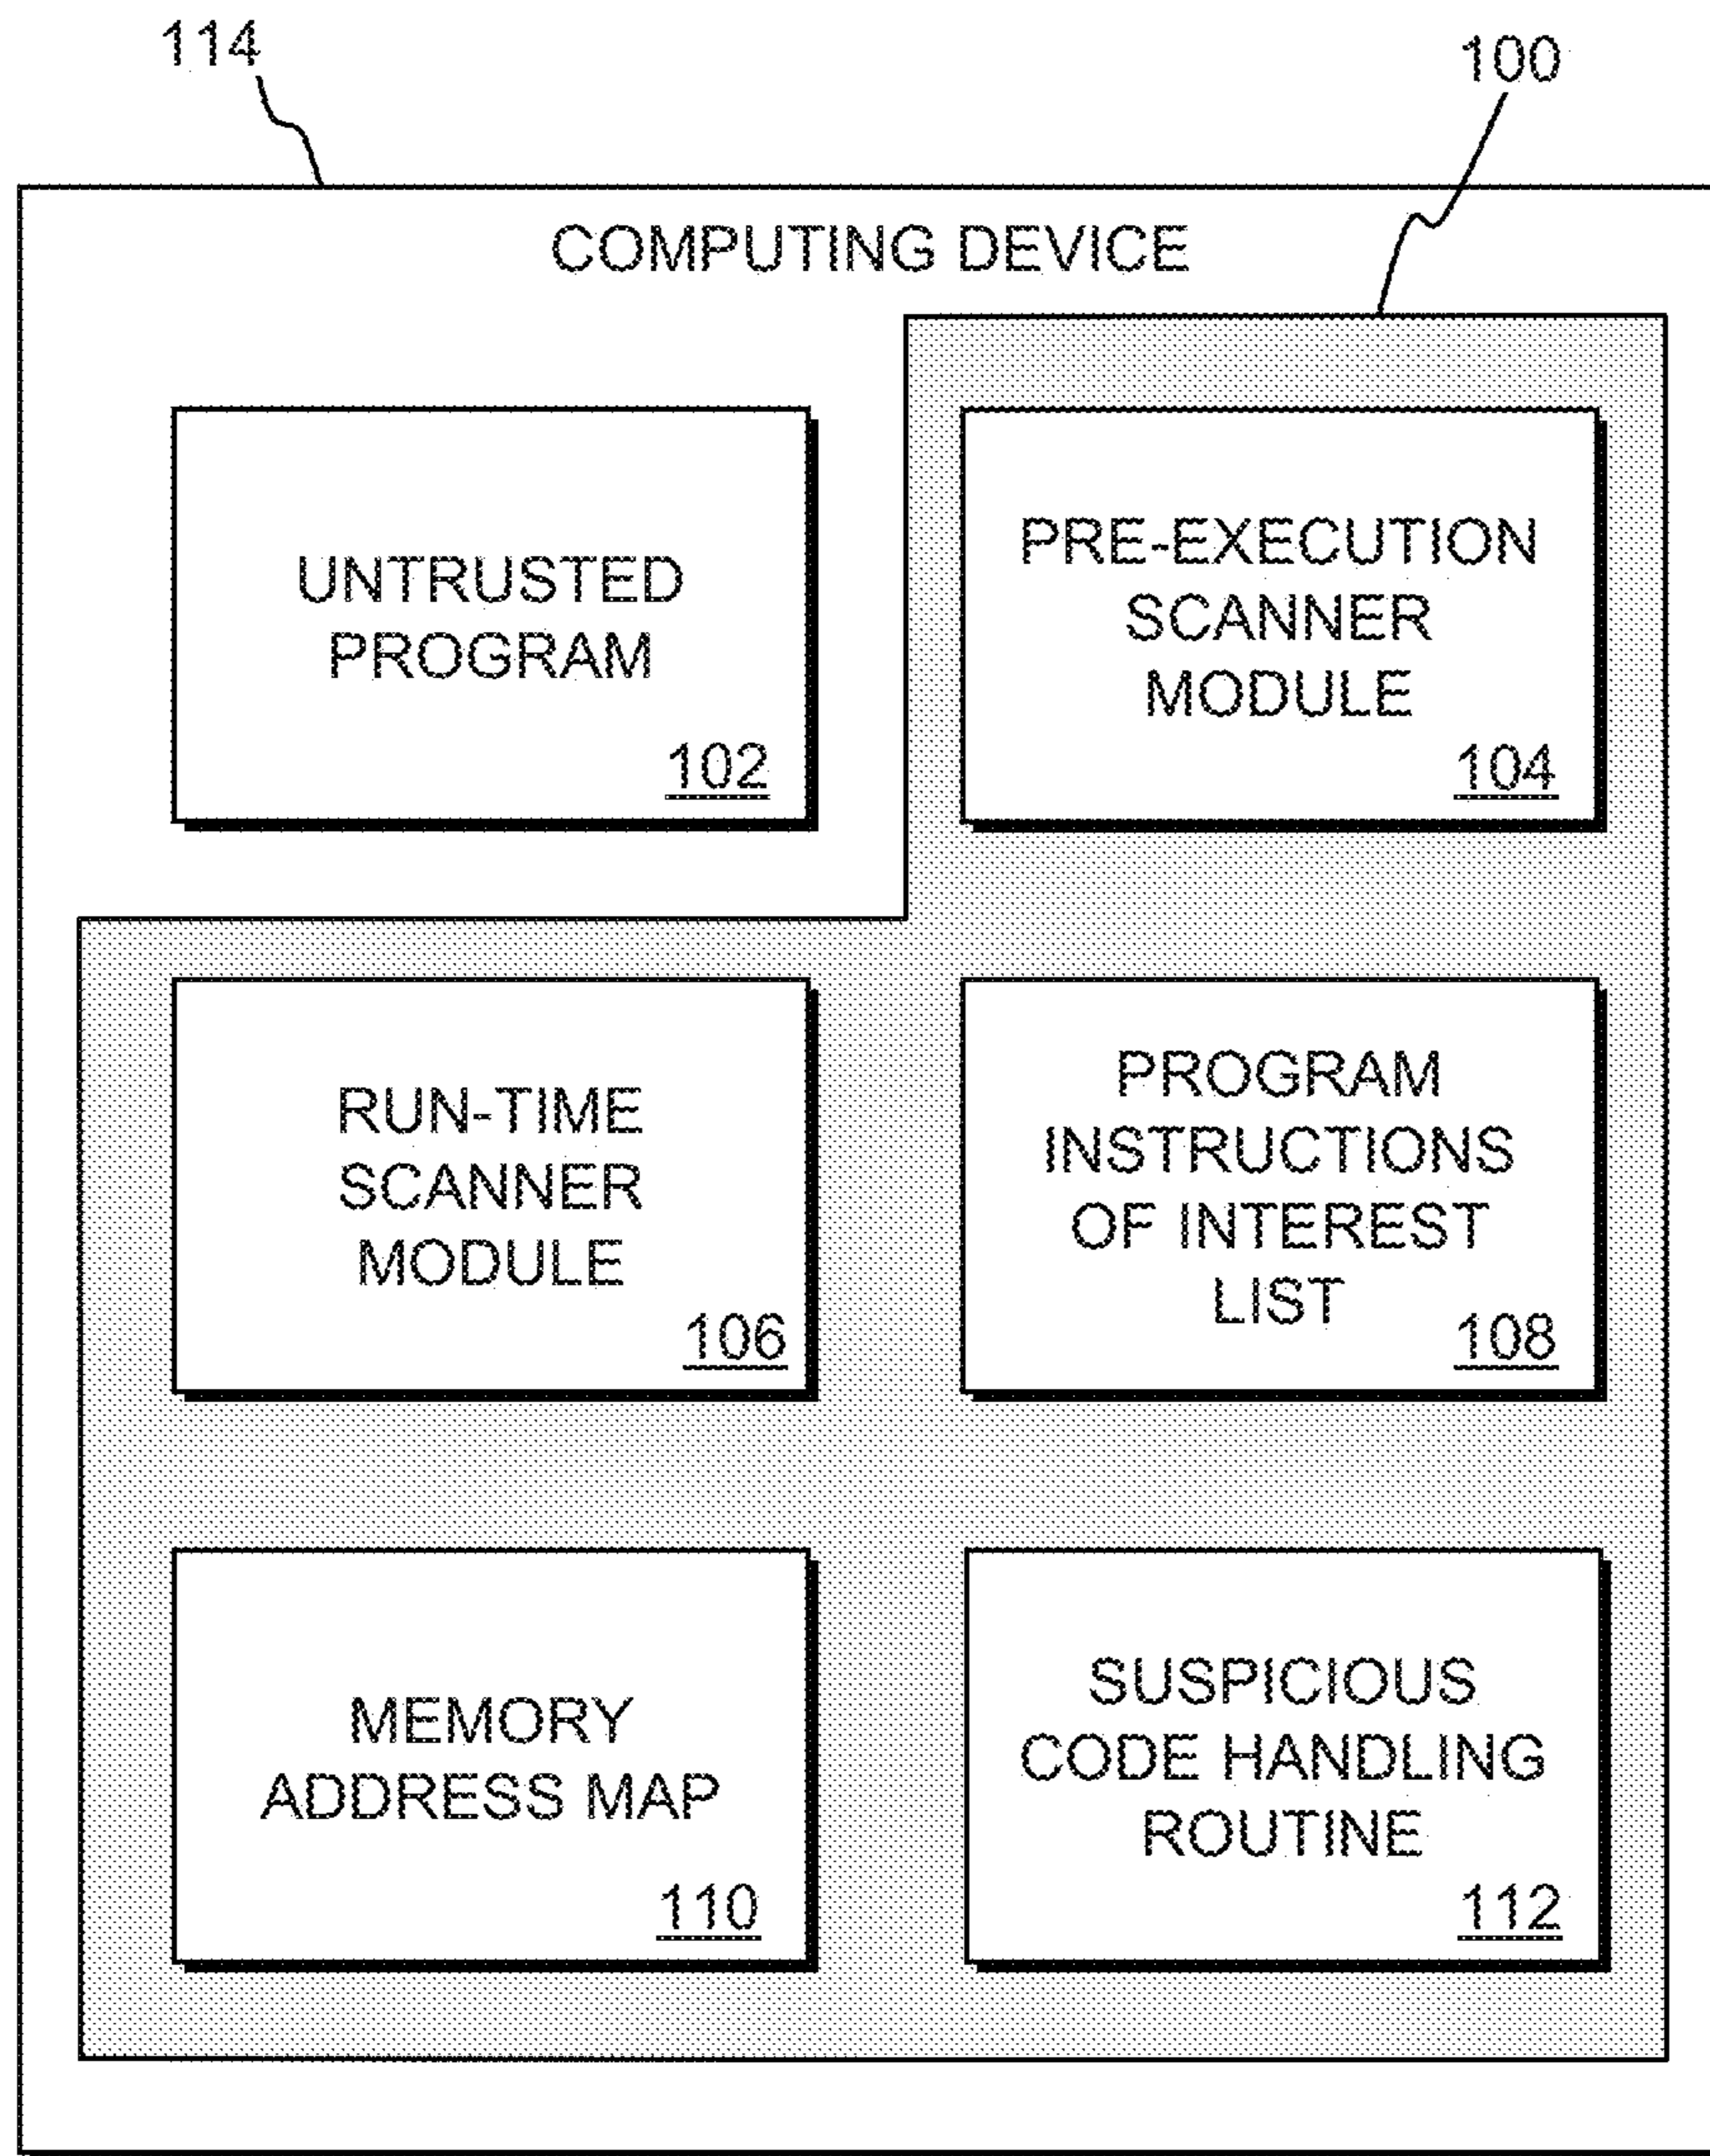 114
100
COMPUTING DEVICE
UNTRUSTED
PROGRAM
102
PRE-EXECUTION
SCANNER
MODULE
104
RUN-TIME
SCANNER
MODULE
106
PROGRAM
INSTRUCTIONS
OF INTEREST
LIST
108
MEMORY
ADDRESS MAP
110
SUSPICIOUS
CODE HANDLING
ROUTINE
112